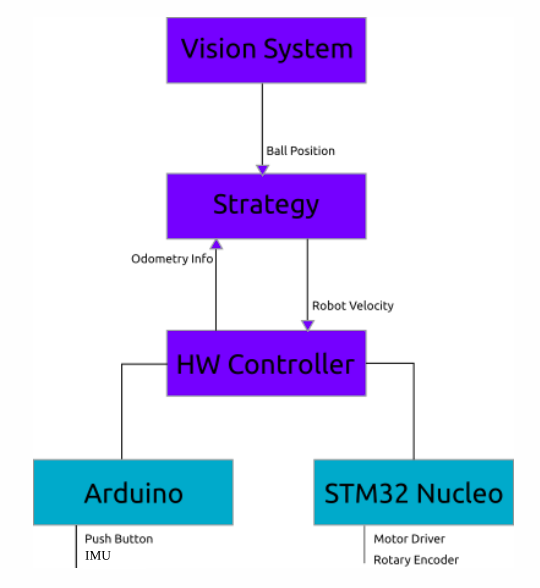 Vision System
Ball Position
Strategy
Odometry Info
Robot Velocity
HW Controller
Arduino
STM32 Nucleo
Push Button
IMU
Motor Driver
Rotary Encoder